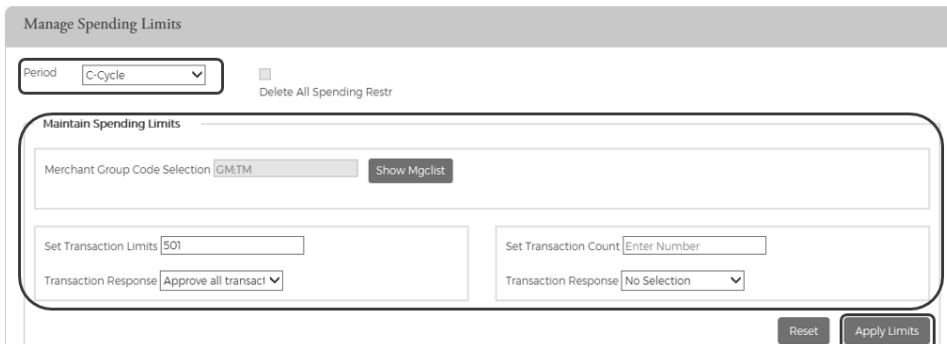 Manage Spending Limits
Period C-Cycle
Delete All Spending Restr
Maintain Spending Limits
Merchant Group Code Selection GM;TM Show Mgclist
Set Transaction Limits 501 Set Transaction Count Enter Number
Transaction Response Approve all transact Transaction Response No Selection
Reset Apply Limits